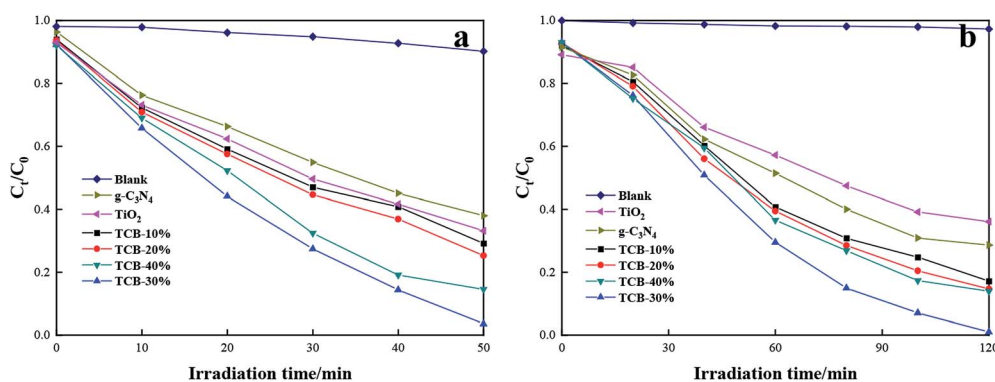 a
1.0
0.8
0.6
0.4
0.2
0.0
Ct/C0
Blank
g-C3N4
TiO2
TCB-10%
TCB-20%
TCB-40%
TCB-30%
0 10 20 30 40 50
Irradiation time/min
b
1.0
0.8
0.6
0.4
0.2
0.0
Ct/C0
Blank
TiO2
g-C3N4
TCB-10%
TCB-20%
TCB-40%
TCB-30%
0 30 60 90 120
Irradiation time/min